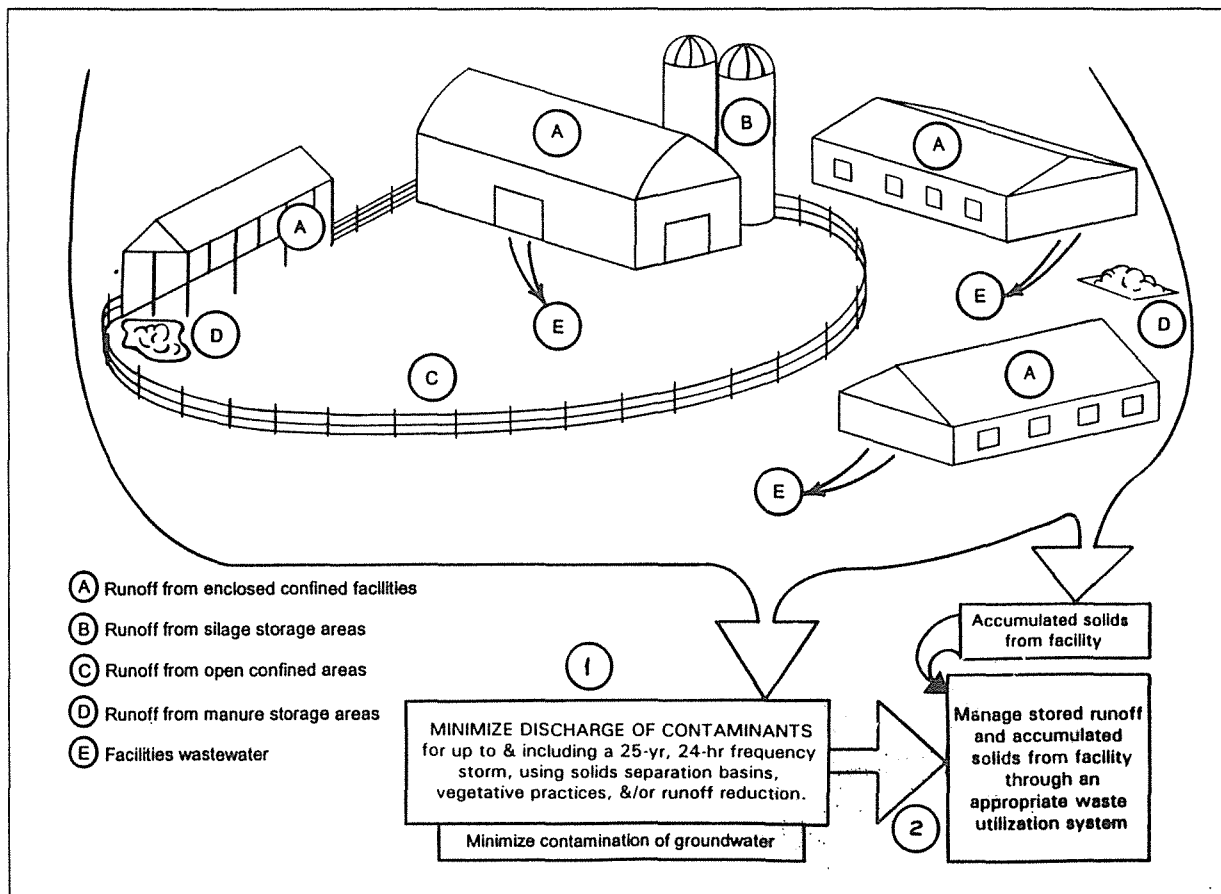 A
B
A
A
A
E
E
D
D
C
A
E
A Runoff from enclosed confined facilities
B Runoff from silage storage areas
C Runoff from open confined areas
D Runoff from manure storage areas
E Facilities wastewater
1
MINIMIZE DISCHARGE OF CONTAMINANTS
for up to & including a 25-yr, 24-hr frequency
storm, using solids separation basins,
vegetative practices, &/or runoff reduction.
Minimize contamination of groundwater
2
Accumulated solids
from facility
Manage stored runoff
and accumulated
solids from facility
through an
appropriate waste
utilization system